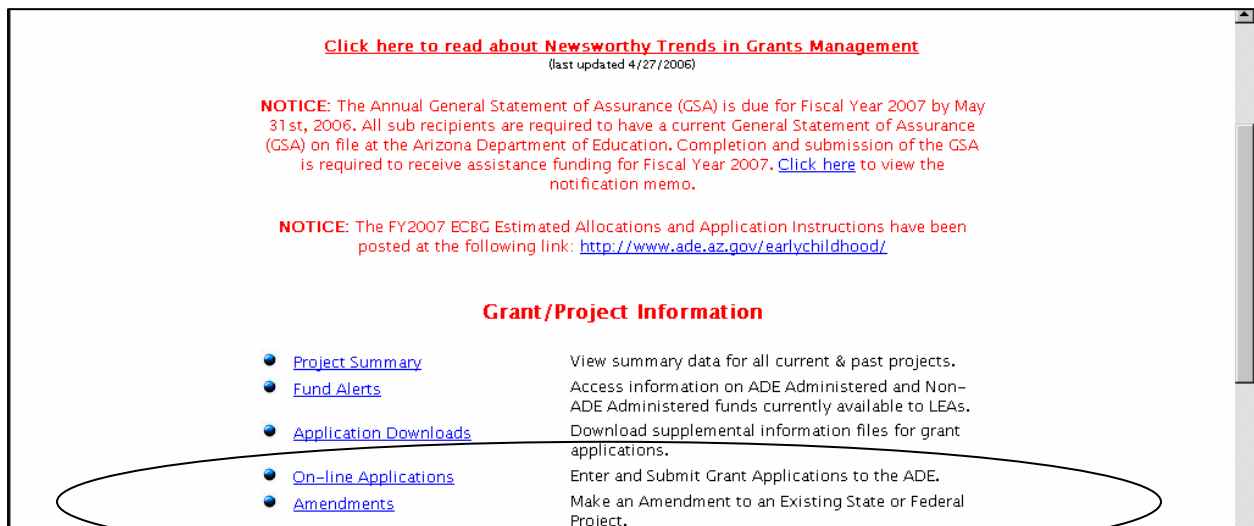 Click here to read about Newsworthy Trends in Grants Management
(last updated 4/27/2006)
NOTICE: The Annual General Statement of Assurance (GSA) is due for Fiscal Year 2007 by May
31st, 2006. All sub recipients are required to have a current General Statement of Assurance
(GSA) on file at the Arizona Department of Education. Completion and submission of the GSA
is required to receive assistance funding for Fiscal Year 2007. Click here to view the
notification memo.
NOTICE: The FY2007 ECBG Estimated Allocations and Application Instructions have been
posted at the following link: http://www.ade.az.gov/earlychildhood/
Grant/Project Information
Project Summary View summary data for all current & past projects.
Fund Alerts Access information on ADE Administered and Non-
ADE Administered funds currently available to LEAs.
Application Downloads Download supplemental information files for grant
applications.
On-line Applications Enter and Submit Grant Applications to the ADE.
Amendments Make an Amendment to an Existing State or Federal
Project.